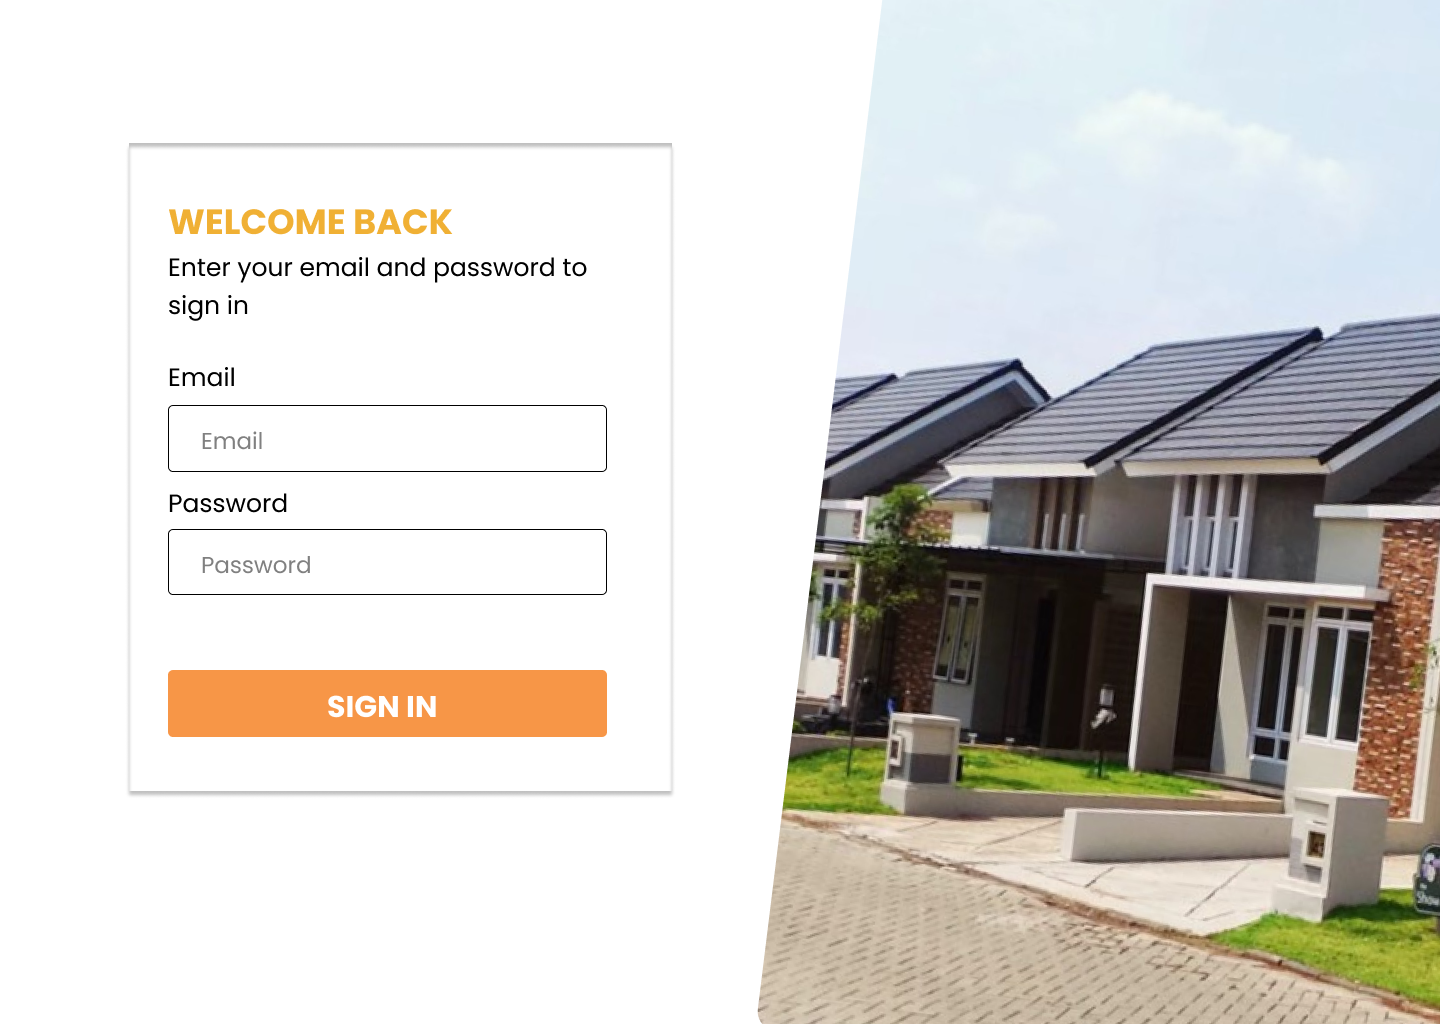 WELCOME BACK
Enter your email and password to
sign in
Email
Email
Password
Password
SIGN IN